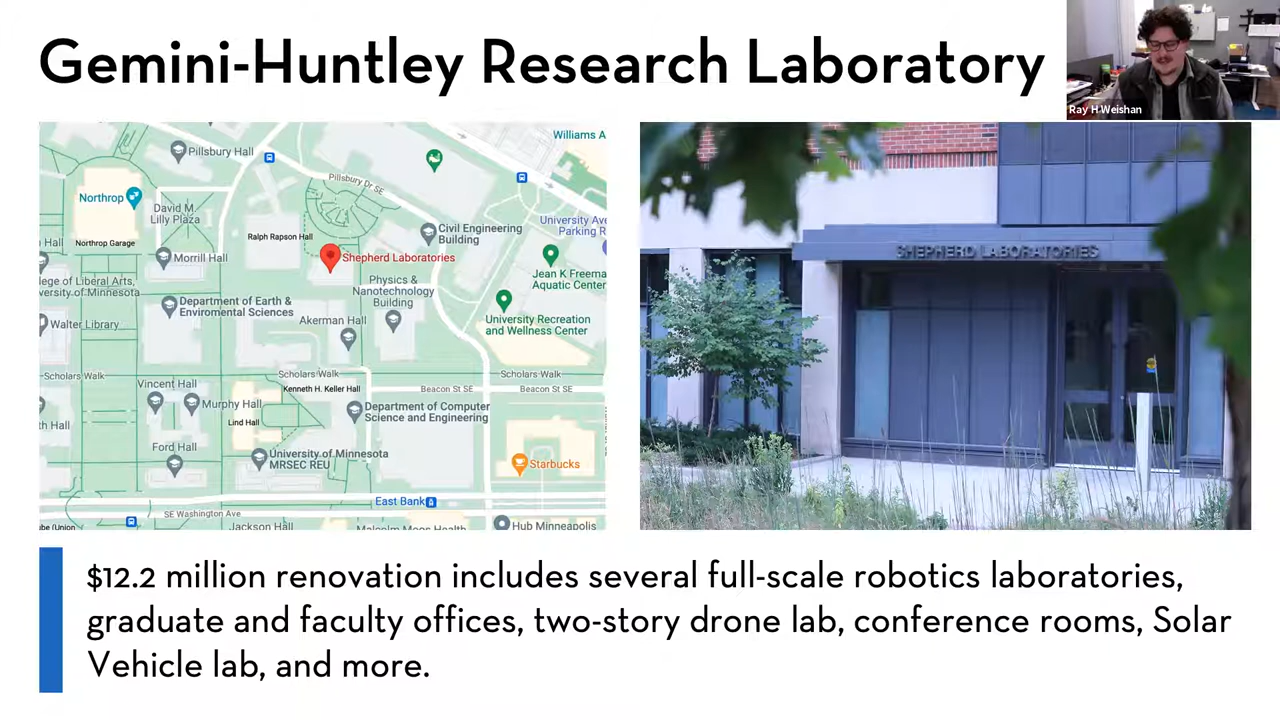 Gemini-Huntley Research Laboratory
Ray H Weishan
Williams A
Pillsbury Hall
Pillsbury Dr SE
Northrop
David M.
Lilly Plaza
University Ave
Parking R
Civil Engineering
Building
Ralph Rapson Hall
Hall
Northrop Garage
Morrill Hall
Shepherd Laboratories
Jean K Freema
Aquatic Center
lege of Liberal Arts,
versity of Minnesota
Physics &
Nanotechnology
Building
Department of Earth &
Enviromental Sciences
Walter Library
Akerman Hall
University Recreation
and Wellness Center
Scholars Walk
Scholars Walk
Scholars Walk
Vincent Hall
Kenneth H. Keller Hall
Beacon St SE
Beacon St SE
Murphy Hall
Department of Computer
Science and Engineering
th Hall
Lind Hall
Ford Hall
University of Minnesota
MRSEC REU
Starbucks
East Bank
SE Washington Ave
Jackson Hall
Malcolm Moos Health
Hub Minneapolis
SHEPHERD LABORATORIES
$12.2 million renovation includes several full-scale robotics laboratories,
graduate and faculty offices, two-story drone lab, conference rooms, Solar
Vehicle lab, and more.